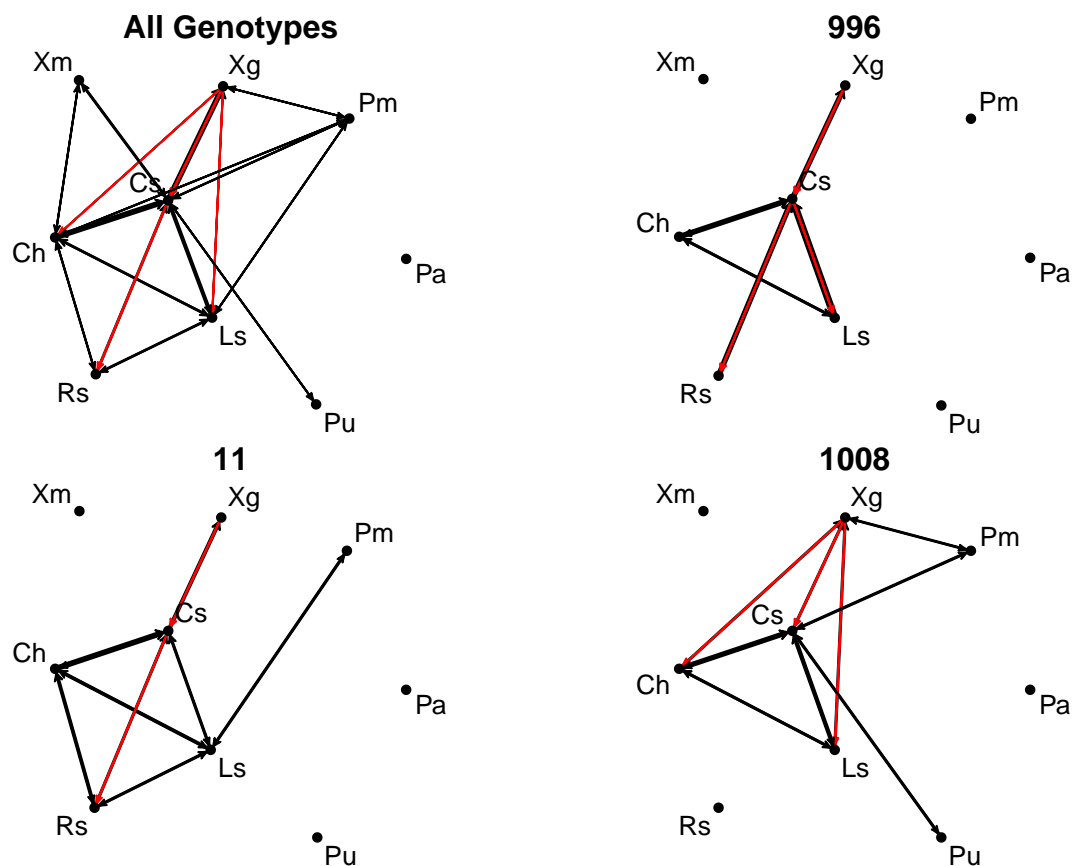 All Genotypes
Xm
Xg
Pm
Cs
Ch
Pa
Ls
Rs
Pu
996
Xm
Xg
Pm
Cs
Ch
Pa
Ls
Rs
Pu
11
Xm
Xg
Pm
Cs
Ch
Pa
Ls
Rs
Pu
1008
Xm
Xg
Pm
Cs
Ch
Pa
Ls
Rs
Pu